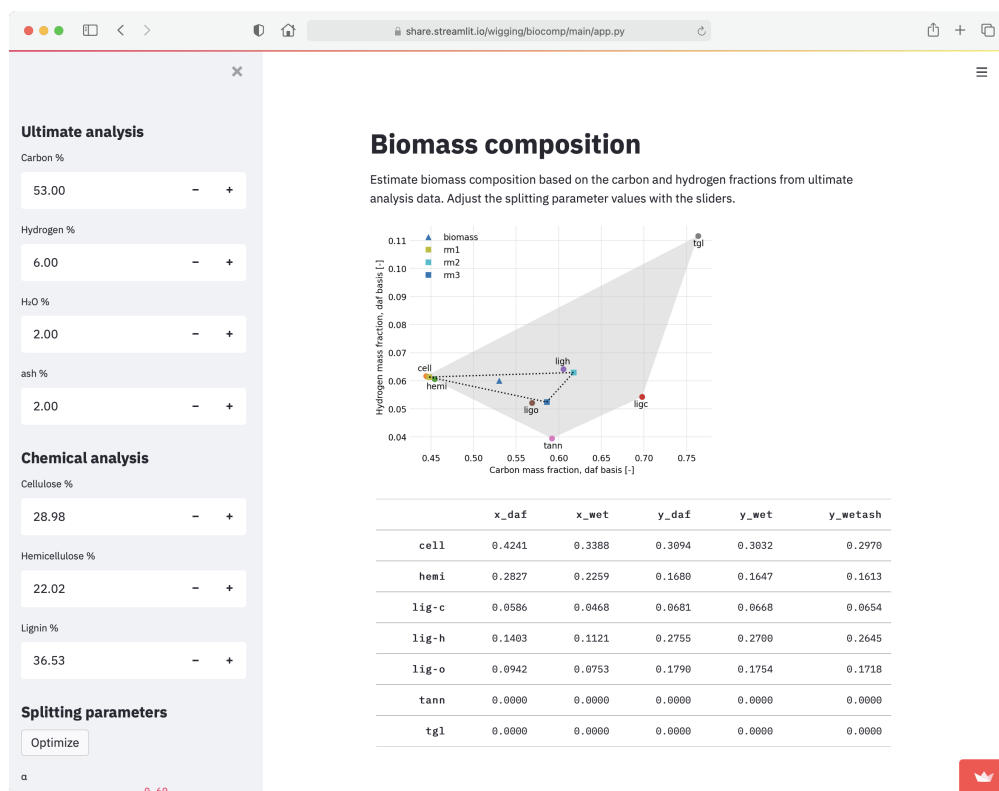 share.streamlit.io/wigging/biocomp/main/app.py
Ultimate analysis
Carbon %
53.00
Hydrogen %
6.00
H₂O %
2.00
ash %
2.00
Chemical analysis
Cellulose %
28.98
Hemicellulose %
22.02
Lignin %
36.53
Splitting parameters
Optimize
α
0.60
Biomass composition
Estimate biomass composition based on the carbon and hydrogen fractions from ultimate
analysis data. Adjust the splitting parameter values with the sliders.
biomass
rm1
rm2
rm3
Hydrogen mass fraction, daf basis [-]
0.11
0.10
0.09
0.08
0.07
0.06
0.05
0.04
tgl
cell
hemi
ligh
ligo
ligc
tann
0.45 0.50 0.55 0.60 0.65 0.70 0.75
Carbon mass fraction, daf basis [-]
x_daf x_wet y_daf y_wet y_wetash
cell 0.4241 0.3388 0.3094 0.3032 0.2970
hemi 0.2827 0.2259 0.1680 0.1647 0.1613
lig-c 0.0586 0.0468 0.0681 0.0668 0.0654
lig-h 0.1403 0.1121 0.2755 0.2700 0.2645
lig-o 0.0942 0.0753 0.1790 0.1754 0.1718
tann 0.0000 0.0000 0.0000 0.0000 0.0000
tgl 0.0000 0.0000 0.0000 0.0000 0.0000